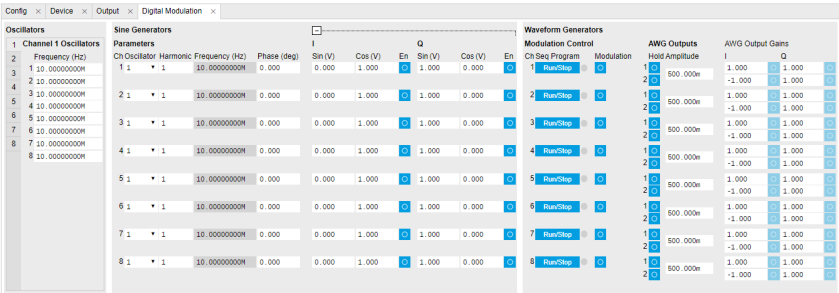 Config × Device × Output × Digital Modulation ×
Oscillators Sine Generators Waveform Generators
1 Channel 1 Oscillators Parameters I Q Modulation Control AWG Outputs AWG Output Gains
2 Frequency (Hz) Ch Oscillator Harmonic Frequency (Hz) Phase (deg) Sin (V) Cos (V) En Sin (V) Cos (V) En Ch Seq Program Modulation Hold Amplitude I Q
3 1 10.00000000M 1 1 1 10.00000000M 0.000 0.000 1.000 1.000 0.000 1 Run/Stop 1 500.000m 1.000 1.000
2 10.00000000M 2 -1.000 1.000
4 3 10.00000000M 2 1 1 10.00000000M 0.000 0.000 1.000 1.000 0.000 2 Run/Stop 1 500.000m 1.000 1.000
5 4 10.00000000M 2 -1.000 1.000
6 5 10.00000000M 3 1 1 10.00000000M 0.000 0.000 1.000 1.000 0.000 3 Run/Stop 1 500.000m 1.000 1.000
7 6 10.00000000M 2 -1.000 1.000
8 7 10.00000000M 4 1 1 10.00000000M 0.000 0.000 1.000 1.000 0.000 4 Run/Stop 1 500.000m 1.000 1.000
8 10.00000000M 2 -1.000 1.000
5 1 1 10.00000000M 0.000 0.000 1.000 1.000 0.000 5 Run/Stop 1 500.000m 1.000 1.000
2 -1.000 1.000
6 1 1 10.00000000M 0.000 0.000 1.000 1.000 0.000 6 Run/Stop 1 500.000m 1.000 1.000
2 -1.000 1.000
7 1 1 10.00000000M 0.000 0.000 1.000 1.000 0.000 7 Run/Stop 1 500.000m 1.000 1.000
2 -1.000 1.000
8 1 1 10.00000000M 0.000 0.000 1.000 1.000 0.000 8 Run/Stop 1 500.000m 1.000 1.000
2 -1.000 1.000